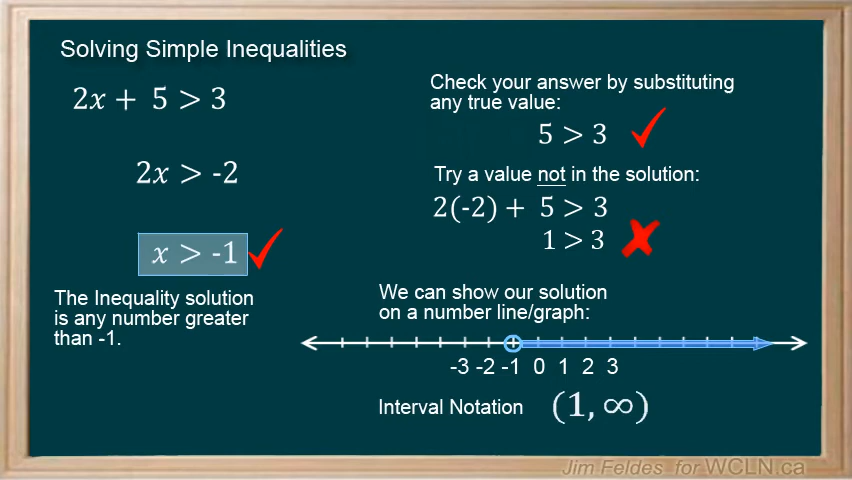 Solving Simple Inequalities
2x + 5 > 3
2x > -2
x > -1
The Inequality solution
is any number greater
than -1.
Check your answer by substituting
any true value:
5 > 3
Try a value not in the solution:
2(-2) + 5 > 3
1 > 3
We can show our solution
on a number line/graph:
-3 -2 -1 0 1 2 3
Interval Notation (1, ∞)
Jim Feldes for WCLN.ca